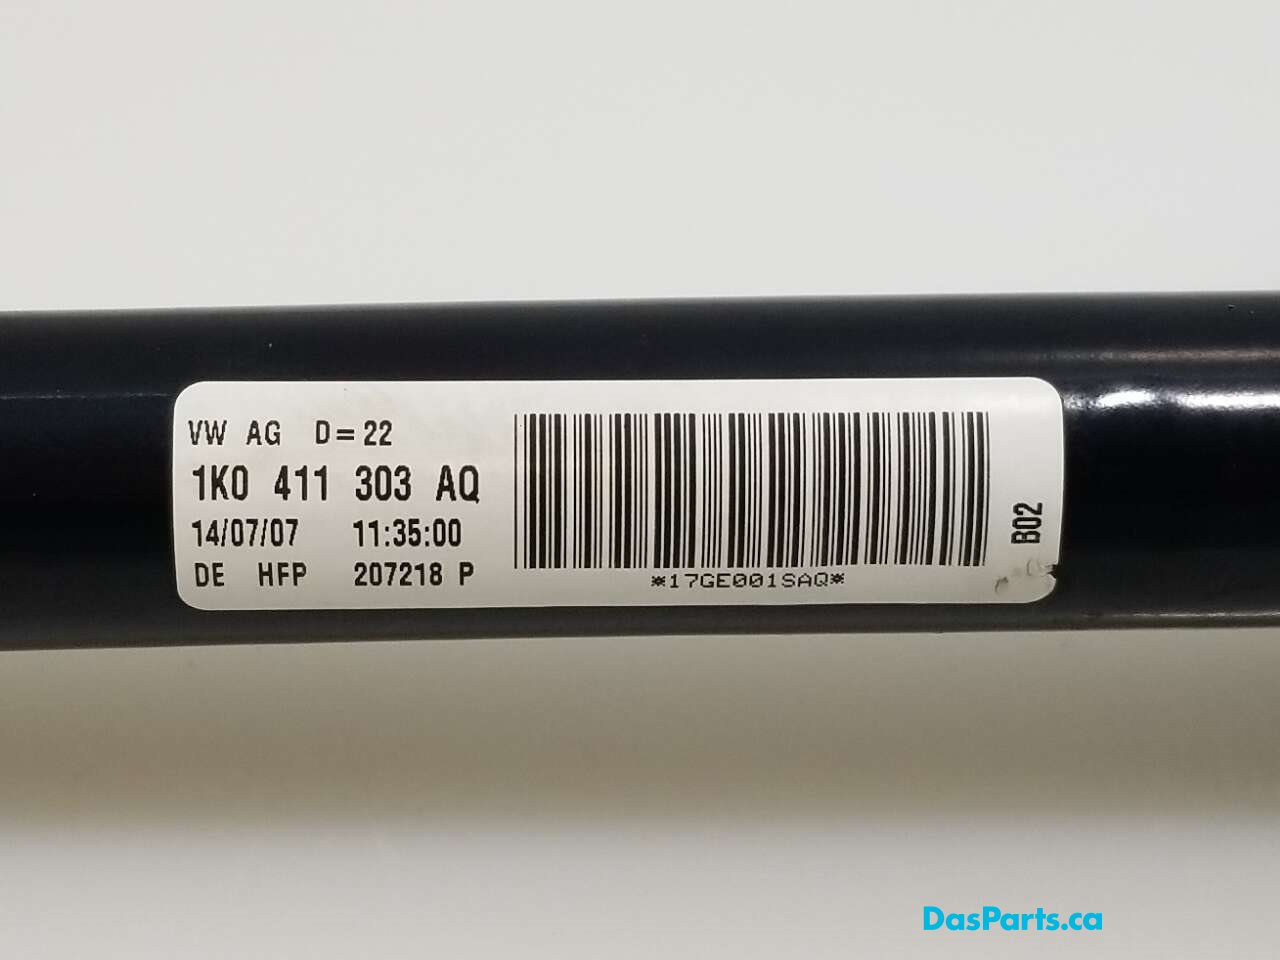 VW AG D=22
1K0 411 303 AQ
14/07/07 11:35:00
DE HFP 207218 P
*17GE001SAQ*
B02
DasParts.ca